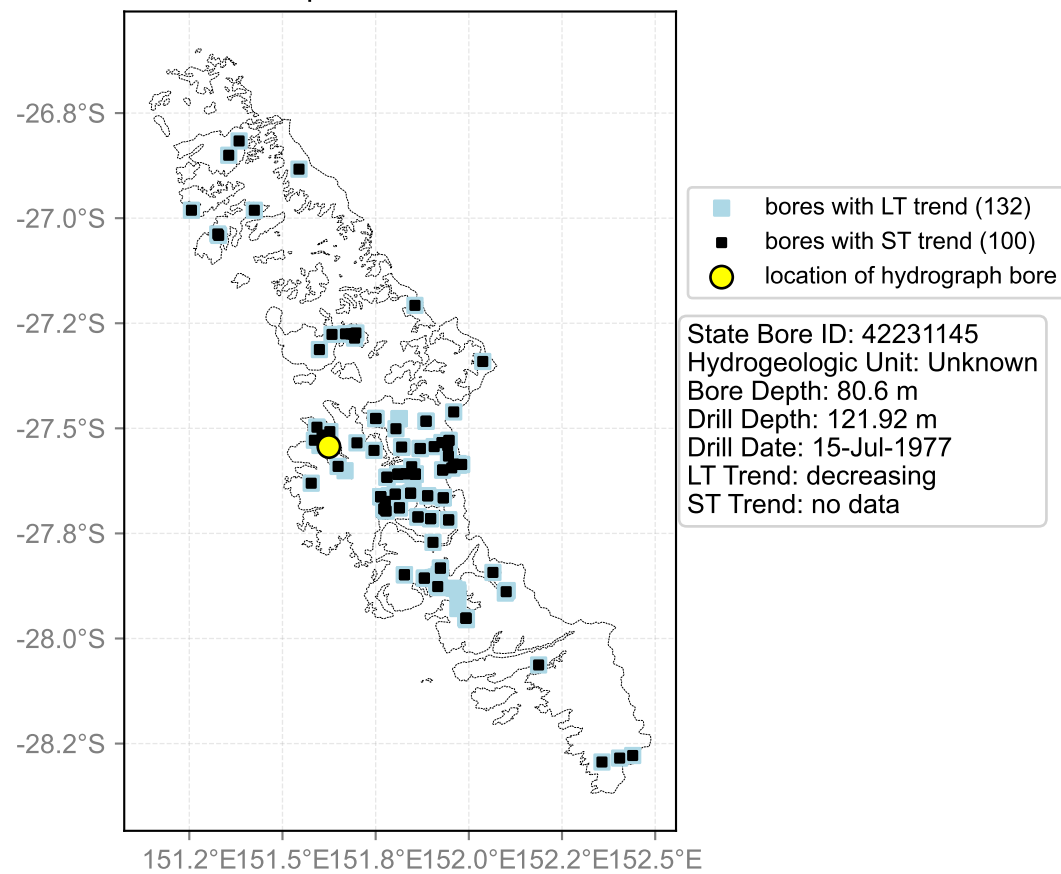 -26.8°S
-27.0°S
-27.2°S
-27.5°S
-27.8°S
-28.0°S
-28.2°S
151.2°E151.5°E151.8°E152.0°E152.2°E152.5°E
bores with LT trend (132)
bores with ST trend (100)
location of hydrograph bore
State Bore ID: 42231145
Hydrogeologic Unit: Unknown
Bore Depth: 80.6 m
Drill Depth: 121.92 m
Drill Date: 15-Jul-1977
LT Trend: decreasing
ST Trend: no data